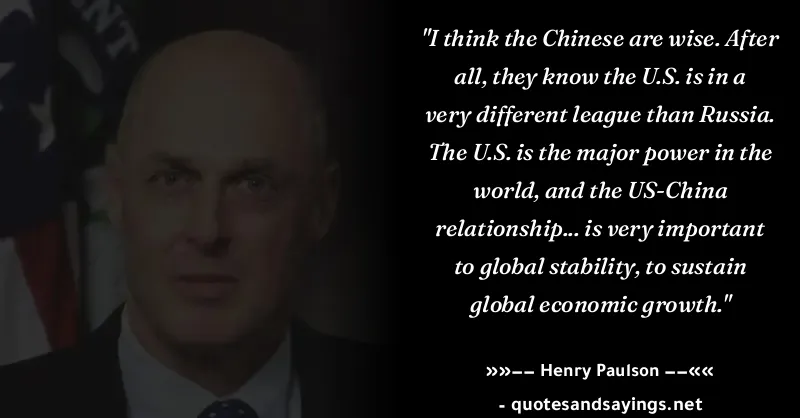 "I think the Chinese are wise. After
all, they know the U.S. is in a
very different league than Russia.
The U.S. is the major power in the
world, and the US-China
relationship... is very important
to global stability, to sustain
global economic growth."
»»−− Henry Paulson −−««
- quotesandsayings.net